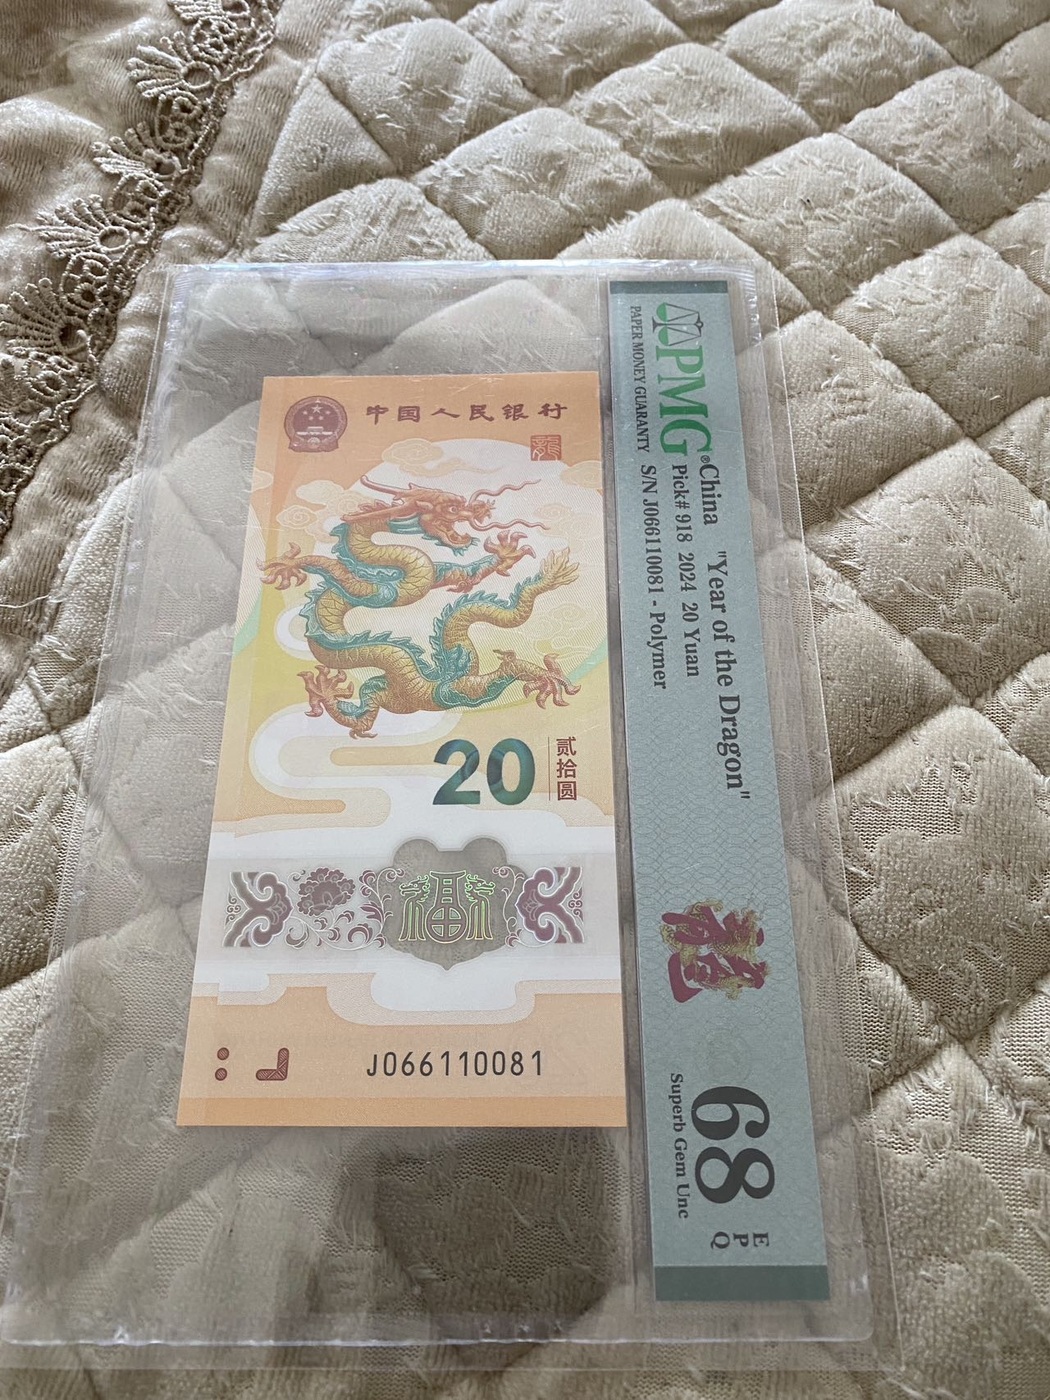 中国人民银行
龍
20
贰拾圆
J066110081
PMG®
PAPER MONEY GUARANTY
China "Year of the Dragon"
Pick# 918 2024 20 Yuan
S/N J066110081 - Polymer
68
EPQ
Superb Gem Unc